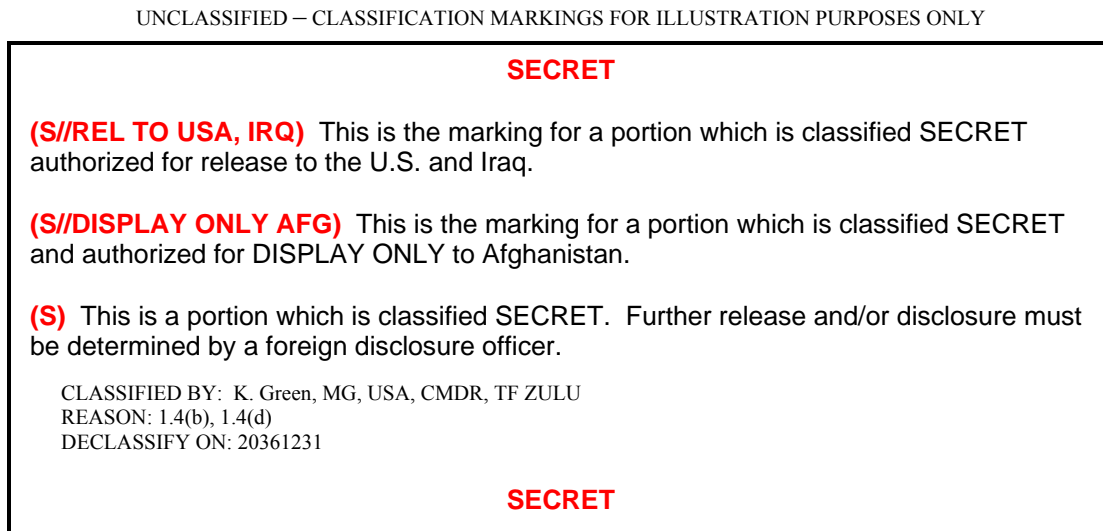 UNCLASSIFIED – CLASSIFICATION MARKINGS FOR ILLUSTRATION PURPOSES ONLY
SECRET
(S//REL TO USA, IRQ) This is the marking for a portion which is classified SECRET
authorized for release to the U.S. and Iraq.
(S//DISPLAY ONLY AFG) This is the marking for a portion which is classified SECRET
and authorized for DISPLAY ONLY to Afghanistan.
(S) This is a portion which is classified SECRET. Further release and/or disclosure must
be determined by a foreign disclosure officer.
CLASSIFIED BY: K. Green, MG, USA, CMDR, TF ZULU
REASON: 1.4(b), 1.4(d)
DECLASSIFY ON: 20361231
SECRET